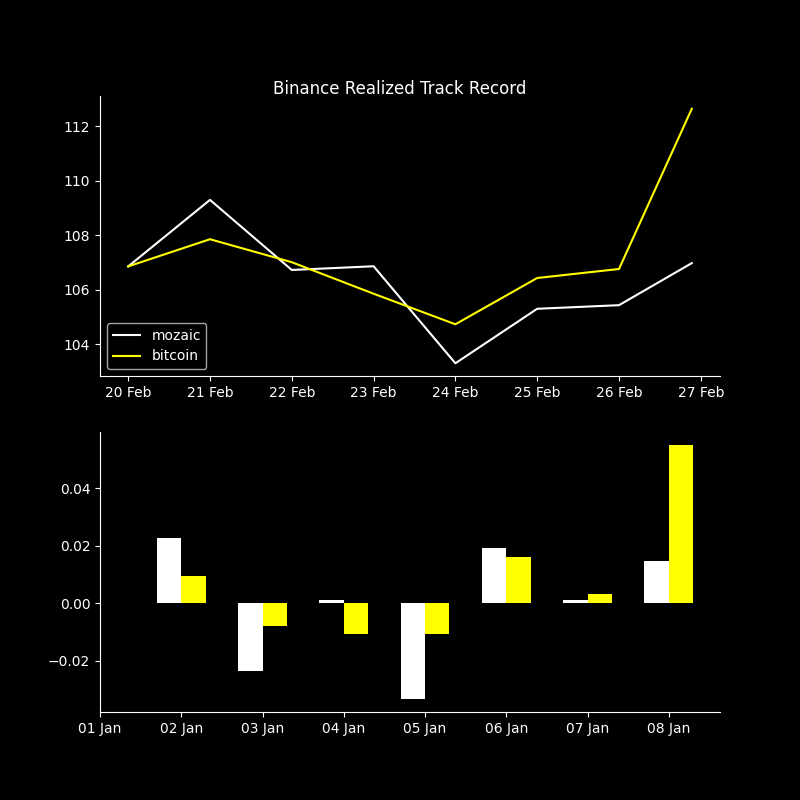 Binance Realized Track Record
112
110
108
106
104
mozaic
bitcoin
20 Feb 21 Feb 22 Feb 23 Feb 24 Feb 25 Feb 26 Feb 27 Feb
0.04
0.02
0.00
−0.02
01 Jan 02 Jan 03 Jan 04 Jan 05 Jan 06 Jan 07 Jan 08 Jan